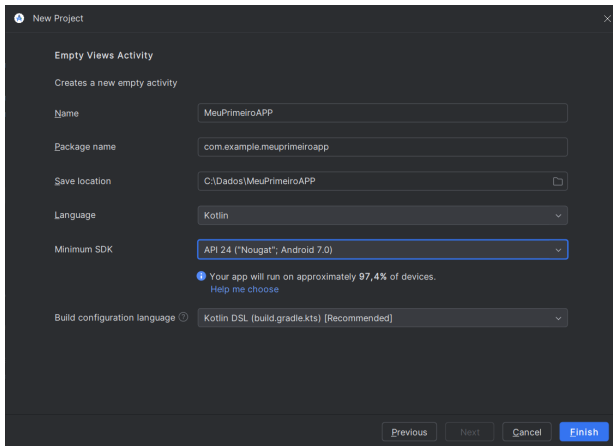 New Project
Empty Views Activity
Creates a new empty activity
Name MeuPrimeiroAPP
Package name com.example.meuprimeiroapp
Save location C:\Dados\MeuPrimeiroAPP
Language Kotlin
Minimum SDK API 24 ("Nougat"; Android 7.0)
Your app will run on approximately 97,4% of devices.
Help me choose
Build configuration language Kotlin DSL (build.gradle.kts) [Recommended]
Previous Next Cancel Finish